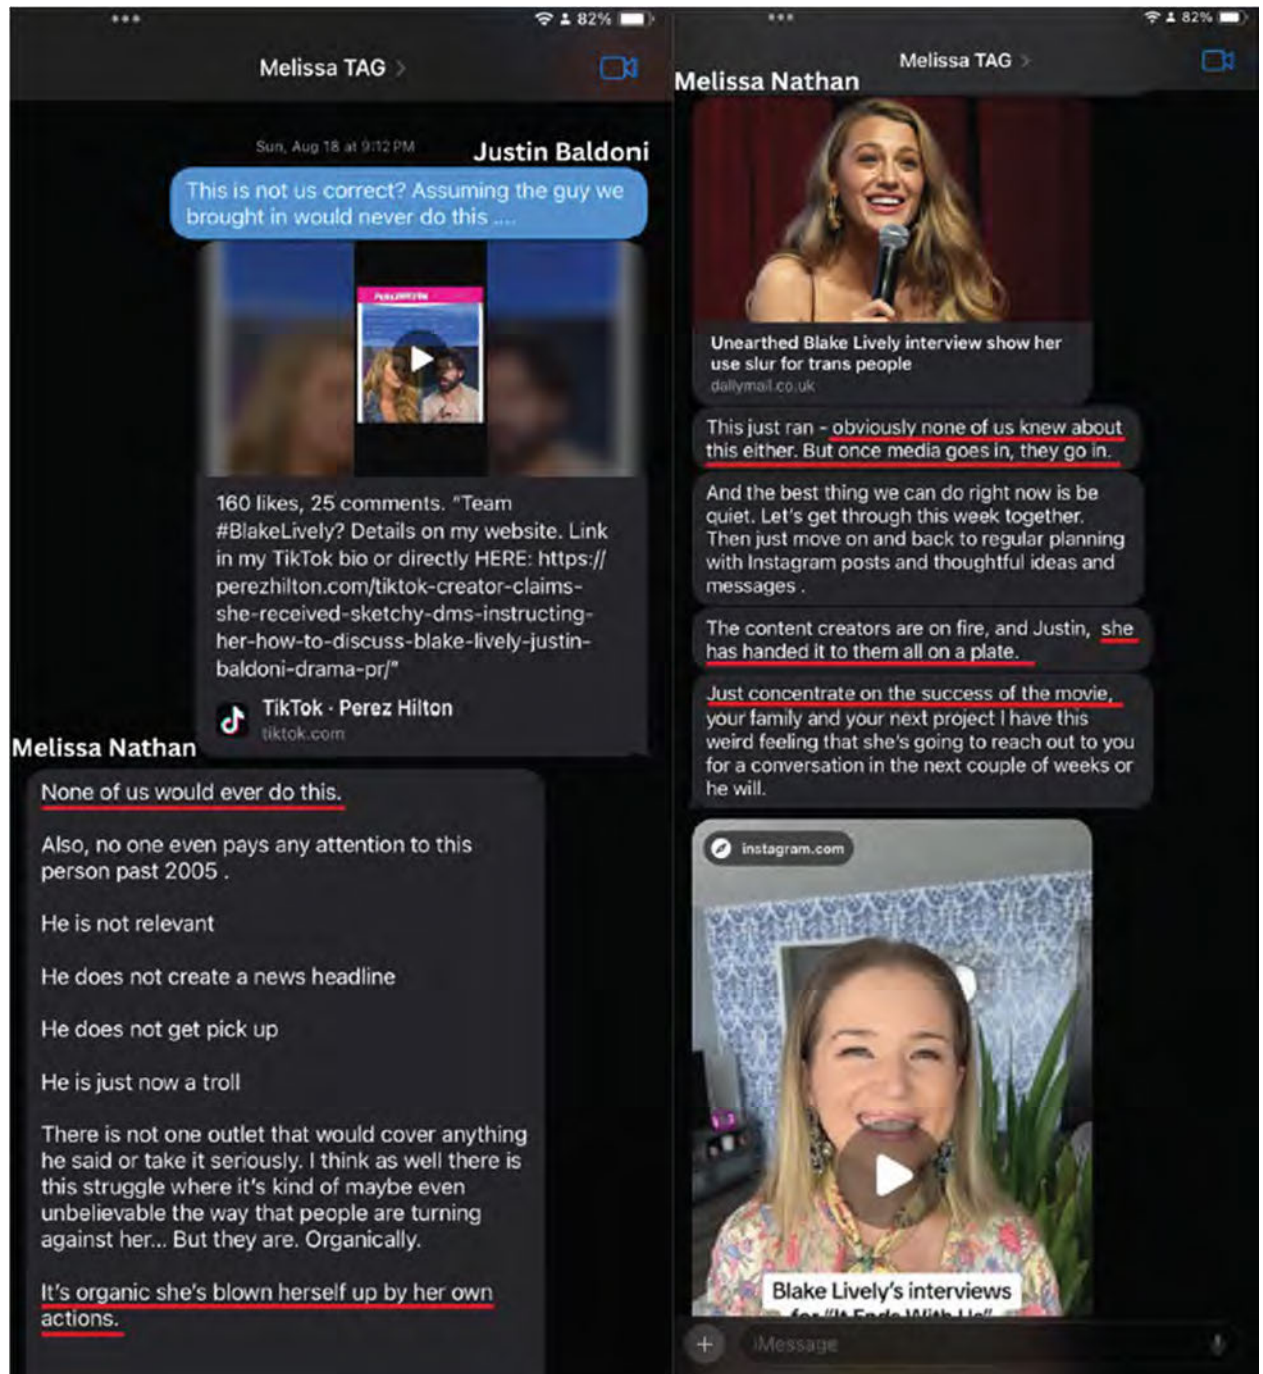 82%
Melissa TAG >
Sun, Aug 18 at 9:12 PM
Justin Baldoni
This is not us correct? Assuming the guy we
brought in would never do this ....
160 likes, 25 comments. “Team
#BlakeLively? Details on my website. Link
in my TikTok bio or directly HERE: https://
perezhilton.com/tiktok-creator-claims-
she-received-sketchy-dms-instructing-
her-how-to-discuss-blake-lively-justin-
baldoni-drama-pr/”
TikTok · Perez Hilton
tiktok.com
Melissa Nathan
None of us would ever do this.
Also, no one even pays any attention to this
person past 2005 .
He is not relevant
He does not create a news headline
He does not get pick up
He is just now a troll
There is not one outlet that would cover anything
he said or take it seriously. I think as well there is
this struggle where it's kind of maybe even
unbelievable the way that people are turning
against her... But they are. Organically.
It's organic she's blown herself up by her own
actions.
82%
Melissa TAG >
Melissa Nathan
Unearthed Blake Lively interview show her
use slur for trans people
dailymail.co.uk
This just ran - obviously none of us knew about
this either. But once media goes in, they go in.
And the best thing we can do right now is be
quiet. Let's get through this week together.
Then just move on and back to regular planning
with Instagram posts and thoughtful ideas and
messages .
The content creators are on fire, and Justin, she
has handed it to them all on a plate.
Just concentrate on the success of the movie,
your family and your next project I have this
weird feeling that she's going to reach out to you
for a conversation in the next couple of weeks or
he will.
instagram.com
Blake Lively's interviews
for “It Ends With Us”
iMessage